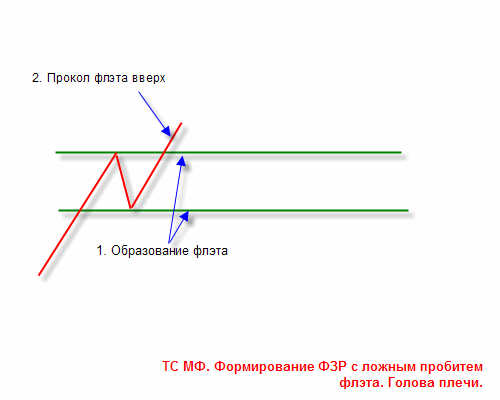 2. Прокол флэта вверх
1. Образование флэта
ТС МФ. Формирование ФЗР с ложным пробитем
флэта. Голова плечи.